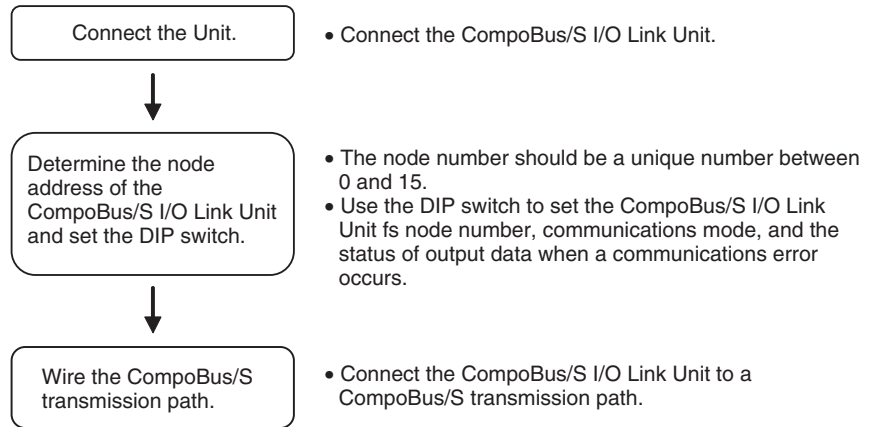 Connect the Unit.
• Connect the CompoBus/S I/O Link Unit.
Determine the node
address of the
CompoBus/S I/O Link Unit
and set the DIP switch.
• The node number should be a unique number between
0 and 15.
• Use the DIP switch to set the CompoBus/S I/O Link
Unit fs node number, communications mode, and the
status of output data when a communications error
occurs.
Wire the CompoBus/S
transmission path.
• Connect the CompoBus/S I/O Link Unit to a
CompoBus/S transmission path.